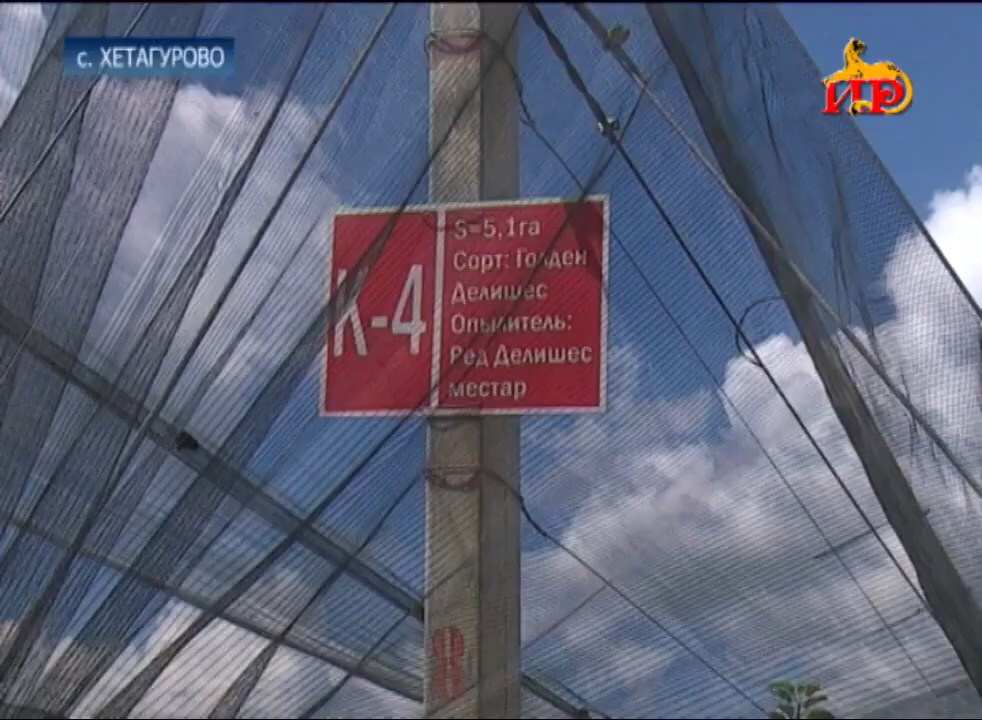 с. ХЕТАГУРОВО
ИР
К-4
S=5,1га
Сорт: Голден
Делишес
Опылитель:
Ред Делишес
местар